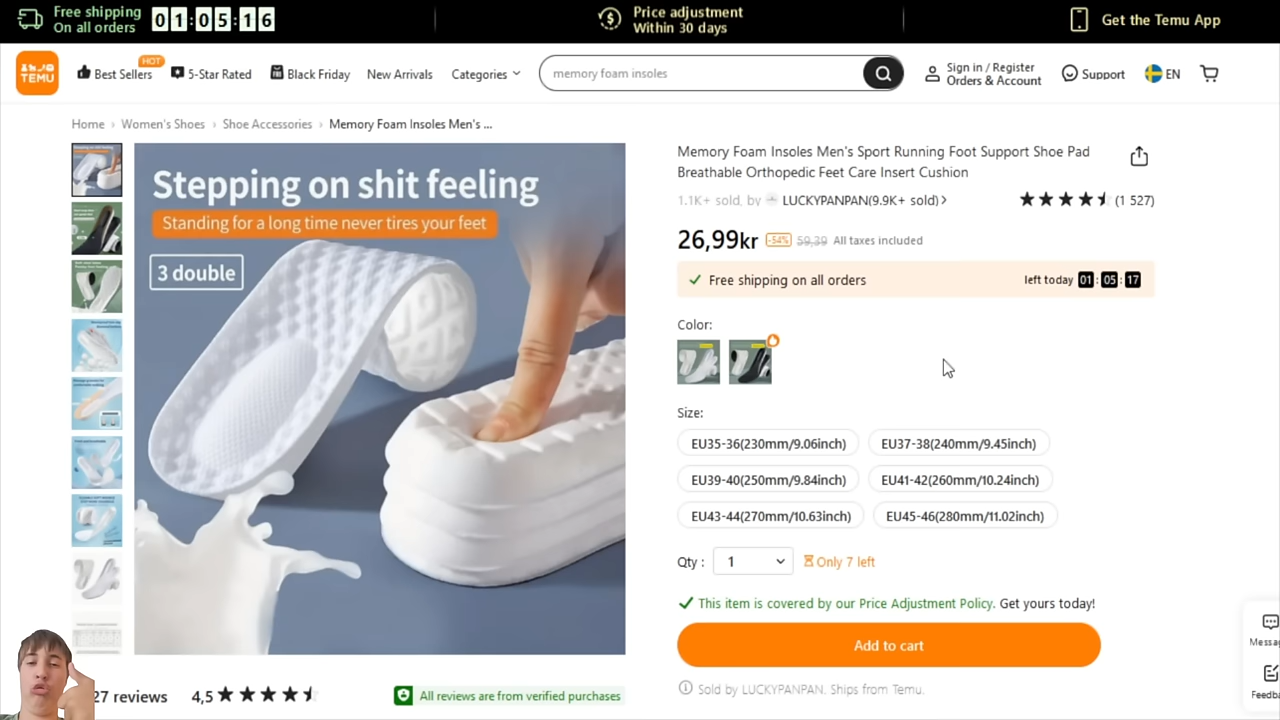 Free shipping
On all orders
01:05:16
Price adjustment
Within 30 days
Get the Temu App
TEMU
Best Sellers
HOT
5-Star Rated
Black Friday
New Arrivals
Categories
memory foam insoles
Sign in / Register
Orders & Account
Support
EN
Home › Women's Shoes › Shoe Accessories › Memory Foam Insoles Men's ...
Stepping on shit feeling
Standing for a long time never tires your feet
3 double
Memory Foam Insoles Men's Sport Running Foot Support Shoe Pad
Breathable Orthopedic Feet Care Insert Cushion
1.1K+ sold, by LUCKYPANPAN(9.9K+ sold)
(1 527)
26,99kr -54% 59,39 All taxes included
Free shipping on all orders
left today 01:05:17
Color:
Size:
EU35-36(230mm/9.06inch)
EU37-38(240mm/9.45inch)
EU39-40(250mm/9.84inch)
EU41-42(260mm/10.24inch)
EU43-44(270mm/10.63inch)
EU45-46(280mm/11.02inch)
Qty : 1
Only 7 left
This item is covered by our Price Adjustment Policy. Get yours today!
Add to cart
Sold by LUCKYPANPAN. Ships from Temu.
27 reviews
4,5
All reviews are from verified purchases
Messa
Feedba